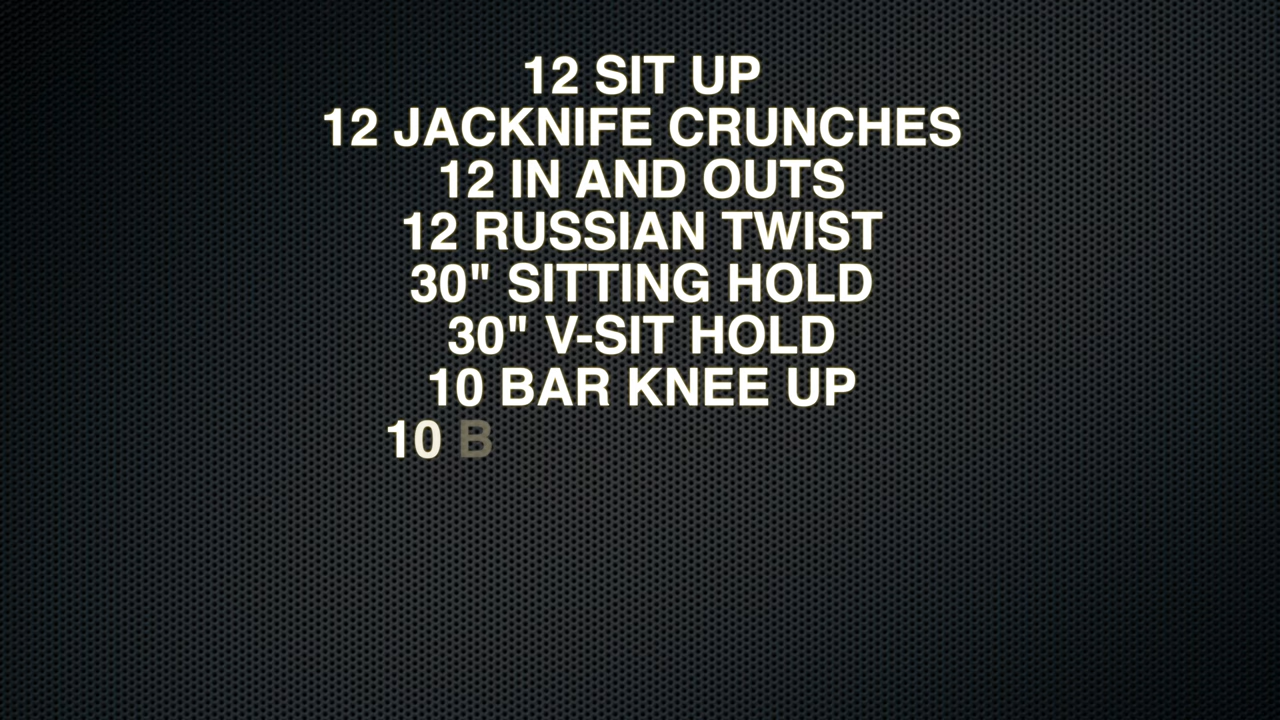 12 SIT UP
12 JACKNIFE CRUNCHES
12 IN AND OUTS
12 RUSSIAN TWIST
30" SITTING HOLD
30" V-SIT HOLD
10 BAR KNEE UP
10 B